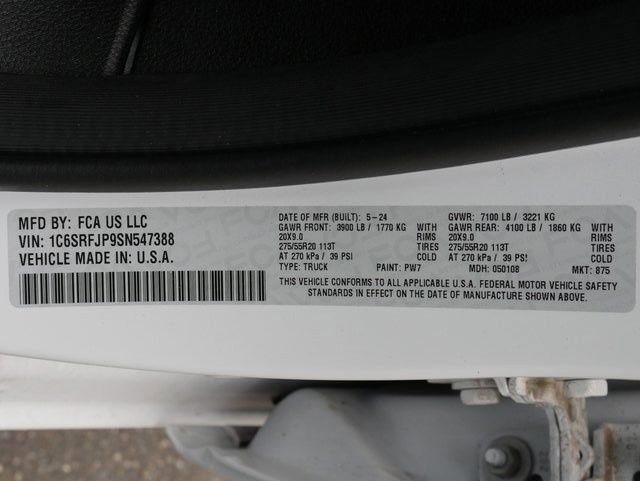 MFD BY: FCA US LLC
VIN: 1C6SRFJP9SN547388
VEHICLE MADE IN: U.S.A.
DATE OF MFR (BUILT): 5-24
GAWR FRONT: 3900 LB / 1770 KG WITH
20X9.0 RIMS
275/55R20 113T TIRES
AT 270 kPa / 39 PSI COLD
TYPE: TRUCK PAINT: PW7
GVWR: 7100 LB / 3221 KG
GAWR REAR: 4100 LB / 1860 KG WITH
20X9.0 RIMS
275/55R20 113T TIRES
AT 270 kPa / 39 PSI COLD
MDH: 050108 MKT: 875
THIS VEHICLE CONFORMS TO ALL APPLICABLE U.S.A. FEDERAL MOTOR VEHICLE SAFETY
STANDARDS IN EFFECT ON THE DATE OF MANUFACTURE SHOWN ABOVE.